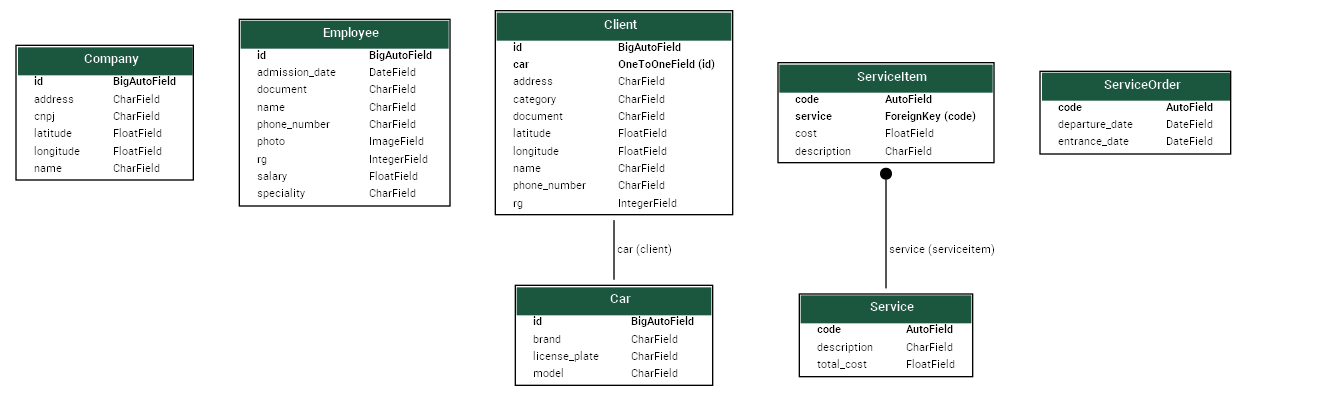 Company
id BigAutoField
address CharField
cnpj CharField
latitude FloatField
longitude FloatField
name CharField
Employee
id BigAutoField
admission_date DateField
document CharField
name CharField
phone_number CharField
photo ImageField
rg IntegerField
salary FloatField
speciality CharField
Client
id BigAutoField
car OneToOneField (id)
address CharField
category CharField
document CharField
latitude FloatField
longitude FloatField
name CharField
phone_number CharField
rg IntegerField
ServiceItem
code AutoField
service ForeignKey (code)
cost FloatField
description CharField
ServiceOrder
code AutoField
departure_date DateField
entrance_date DateField
car (client)
service (serviceitem)
Car
id BigAutoField
brand CharField
license_plate CharField
model CharField
Service
code AutoField
description CharField
total_cost FloatField